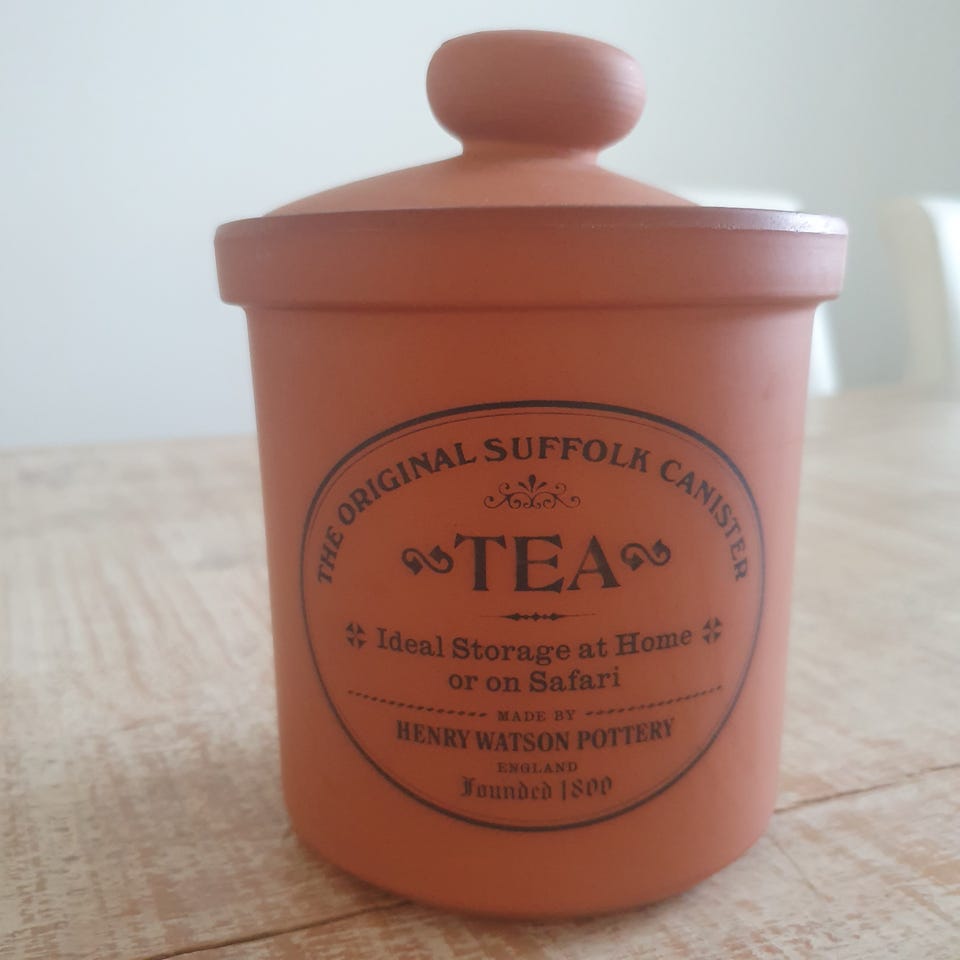 THE ORIGINAL SUFFOLK CANISTER
TEA
Ideal Storage at Home
or on Safari
MADE BY
HENRY WATSON POTTERY
ENGLAND
Founded 1800